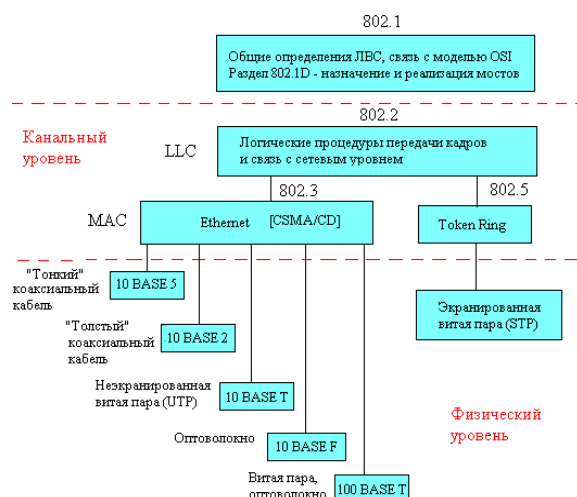 802.1
Общие определения ЛВС, связь с моделью OSI
Раздел 802.1D - назначение и реализация мостов
802.2
Канальный
уровень
LLC
Логические процедуры передачи кадров
и связь с сетевым уровнем
802.3
802.5
MAC
Ethernet [CSMA/CD]
Token Ring
"Тонкий"
коаксиальный
кабель
10 BASE 5
Экранированная
витая пара (STP)
"Толстый"
коаксиальный
кабель
10 BASE 2
Неэкранированная
витая пара (UTP)
10 BASE T
Физический
уровень
Оптоволокно
10 BASE F
Витая пара,
оптоволокно
100 BASE T